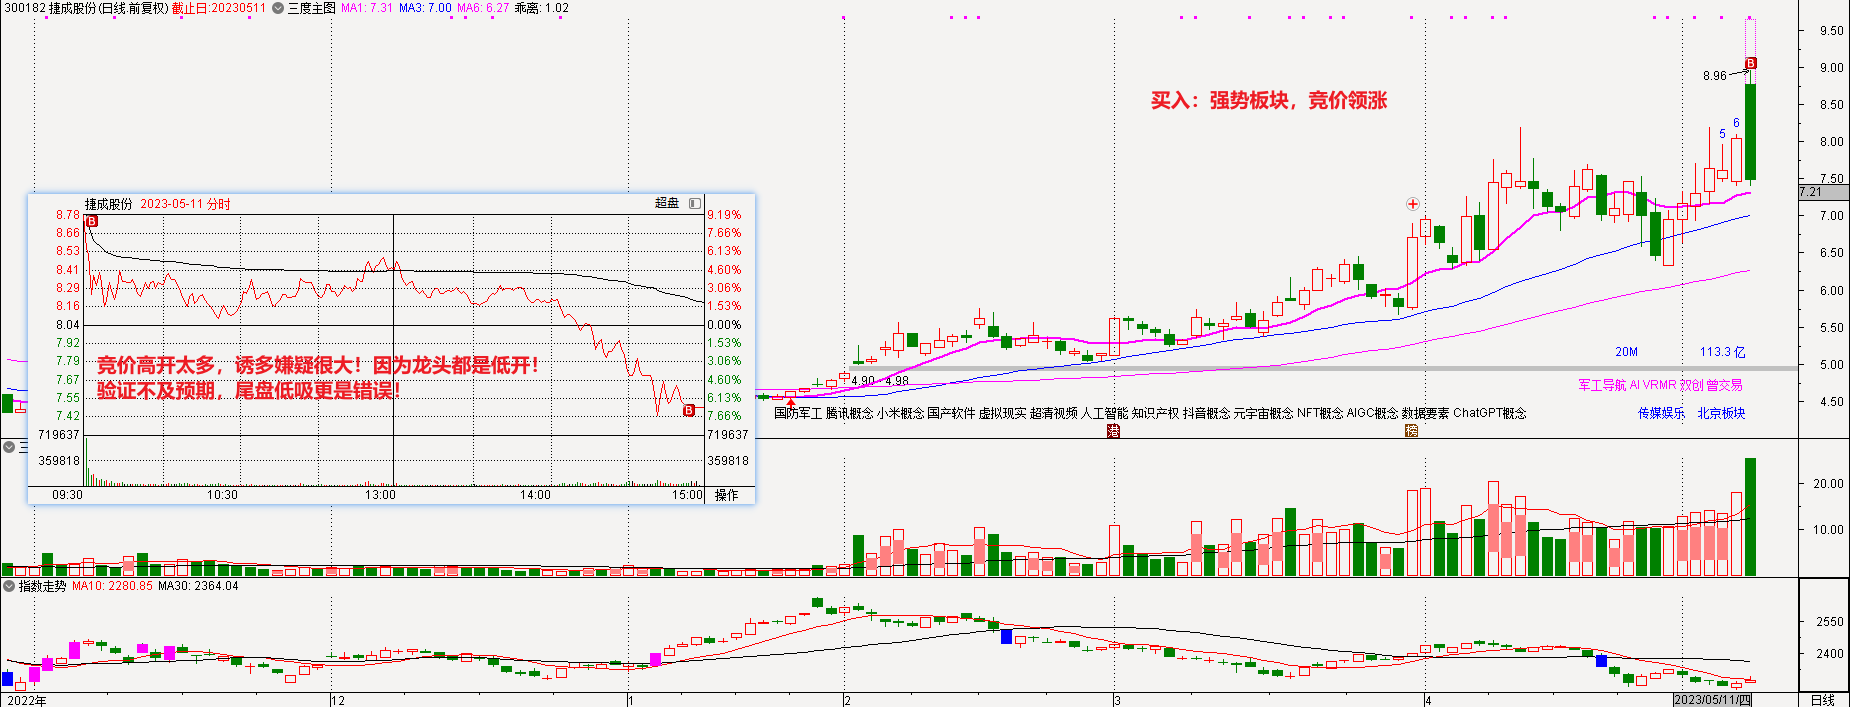 300182 捷成股份(日线.前复权) 截止日:20230511 三度主图 MA1: 7.31 MA3: 7.00 MA6: 6.27 乖离: 1.02
9.50
9.00
8.50
8.00
7.50
7.21
7.00
6.50
6.00
5.50
5.00
4.50
B
8.96
买入：强势板块，竞价领涨
5
6
捷成股份 2023-05-11 分时 超盘
8.78 9.19%
8.66 7.66%
8.53 6.13%
8.41 4.60%
8.29 3.06%
8.16 1.53%
8.04 0.00%
7.92 1.53%
7.79 3.06%
7.67 4.60%
7.55 6.13%
7.42 7.66%
B
B
竞价高开太多，诱多嫌疑很大！因为龙头都是低开！
验证不及预期，尾盘低吸更是错误！
719637 719637
359818 359818
09:30 10:30 13:00 14:00 15:00 操作
20M 113.3 亿
4.90 4.98
军工导航 AI VRMR 双创 曾交易
国防军工 腾讯概念 小米概念 国产软件 虚拟现实 超清视频 人工智能 知识产权 抖音概念 元宇宙概念 NFT概念 AIGC概念 数据要素 ChatGPT概念
传媒娱乐 北京板块
港
榜
三
20.00
10.00
指数走势 MA10: 2280.85 MA30: 2364.04
2550
2400
2022年 12 1 2 3 4 2023/05/11/四 日线